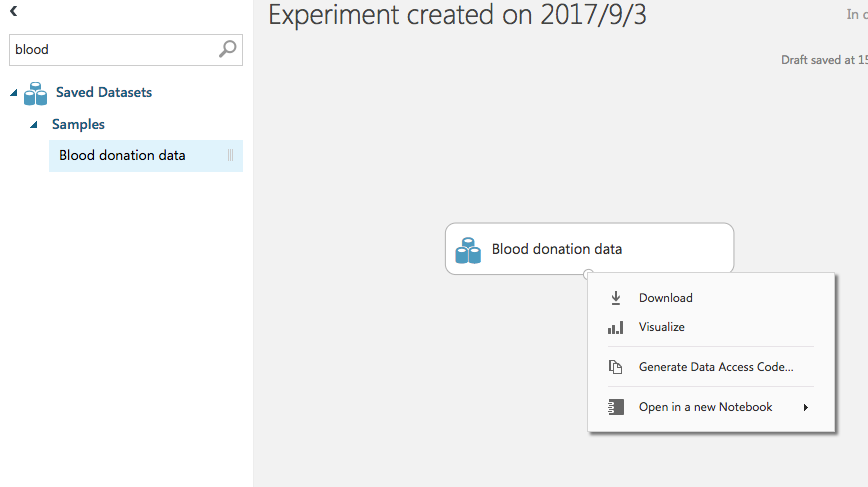 Experiment created on 2017/9/3
In
Draft saved at 15
blood
Saved Datasets
Samples
Blood donation data
Blood donation data
Download
Visualize
Generate Data Access Code...
Open in a new Notebook